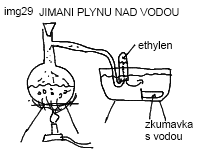 img29 JIMANI PLYNU NAD VODOU
ethylen
zkumavka
s vodou